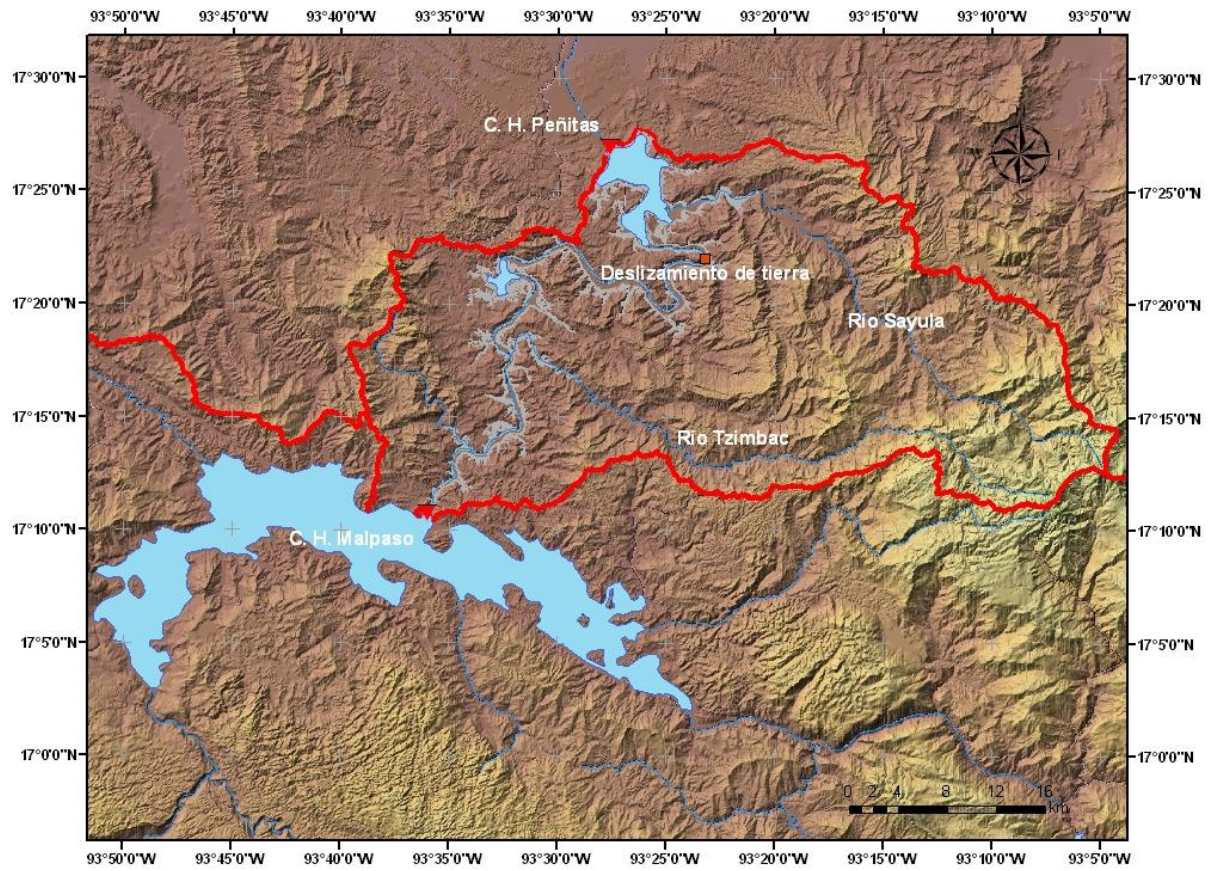 93°50'0"W 93°45'0"W 93°40'0"W 93°35'0"W 93°30'0"W 93°25'0"W 93°20'0"W 93°15'0"W 93°10'0"W 93°5'0"W
17°30'0"N 17°30'0"N
C. H. Peñitas
17°25'0"N 17°25'0"N
S
Deslizamiento de tierra
17°20'0"N 17°20'0"N
Rio Sayula
17°15'0"N 17°15'0"N
Rio Tzimbac
17°10'0"N 17°10'0"N
C. H. Malpaso
17°5'0"N 17°5'0"N
17°0'0"N 17°0'0"N
0 2 4 8 12 16
km
93°50'0"W 93°45'0"W 93°40'0"W 93°35'0"W 93°30'0"W 93°25'0"W 93°20'0"W 93°15'0"W 93°10'0"W 93°5'0"W